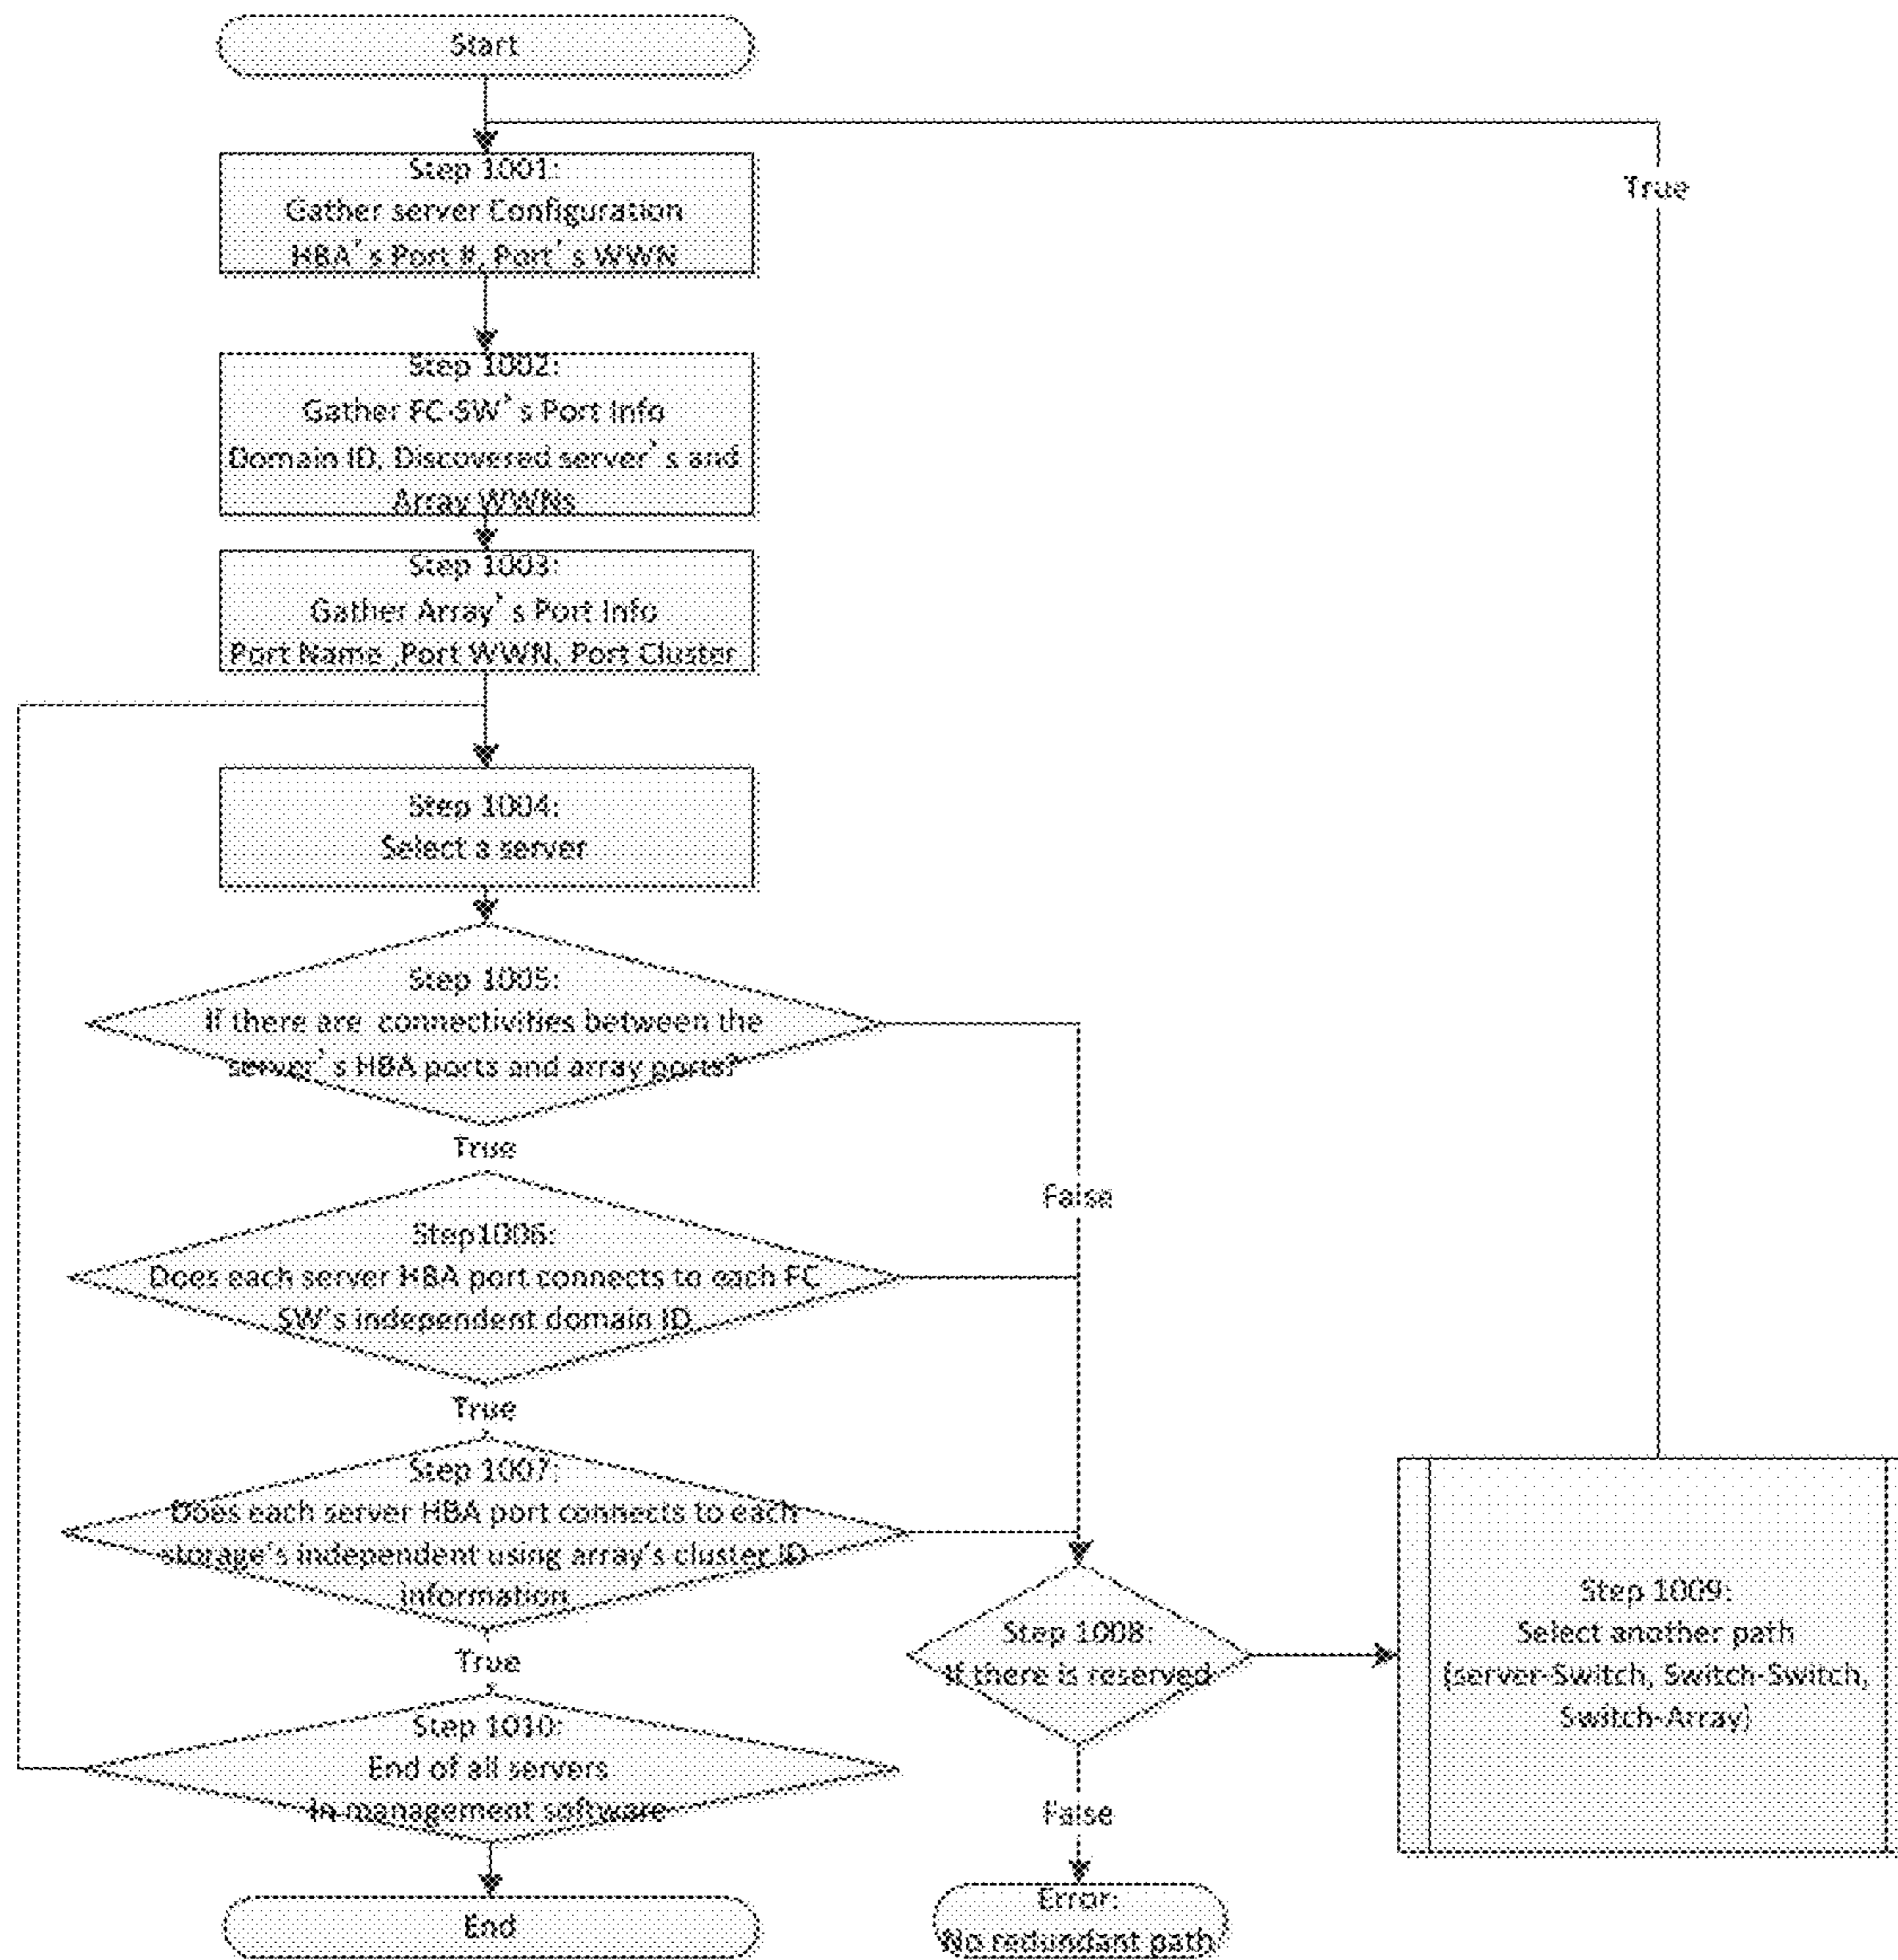 Start
Step 1001:
Gather server Configuration
HBA's Port #, Port's WWN
True
Step 1002:
Gather FC-SW's Port Info
Domain ID, Discovered server's and
Array WWNs
Step 1003:
Gather Array's Port Info
Port Name ,Port WWN, Port Cluster
Step 1004:
Select a server
Step 1005:
If there are connectivities between the
server's HBA ports and array ports?
True
False
Step1006:
Does each server HBA port connects to each FC
SW's independent domain ID
True
Step 1007:
Does each server HBA port connects to each
storage's independent using array's cluster ID
information
True
Step 1008:
If there is reserved
Step 1009:
Select another path
(server-Switch, Switch-Switch,
Switch-Array)
Step 1010:
End of all servers
In management software
False
End
Error:
No redundant path